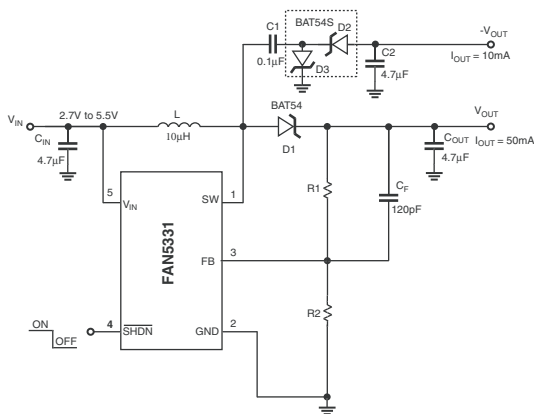 BAT54S
C1
D2
-VOUT
0.1µF
D3
C2
4.7µF
IOUT = 10mA
VIN
2.7V to 5.5V
L
10µH
BAT54
D1
VOUT
CIN
4.7µF
COUT
4.7µF
IOUT = 50mA
5
VIN
SW
1
R1
CF
120pF
FAN5331
FB
3
ON
OFF
4
SHDN
GND
2
R2